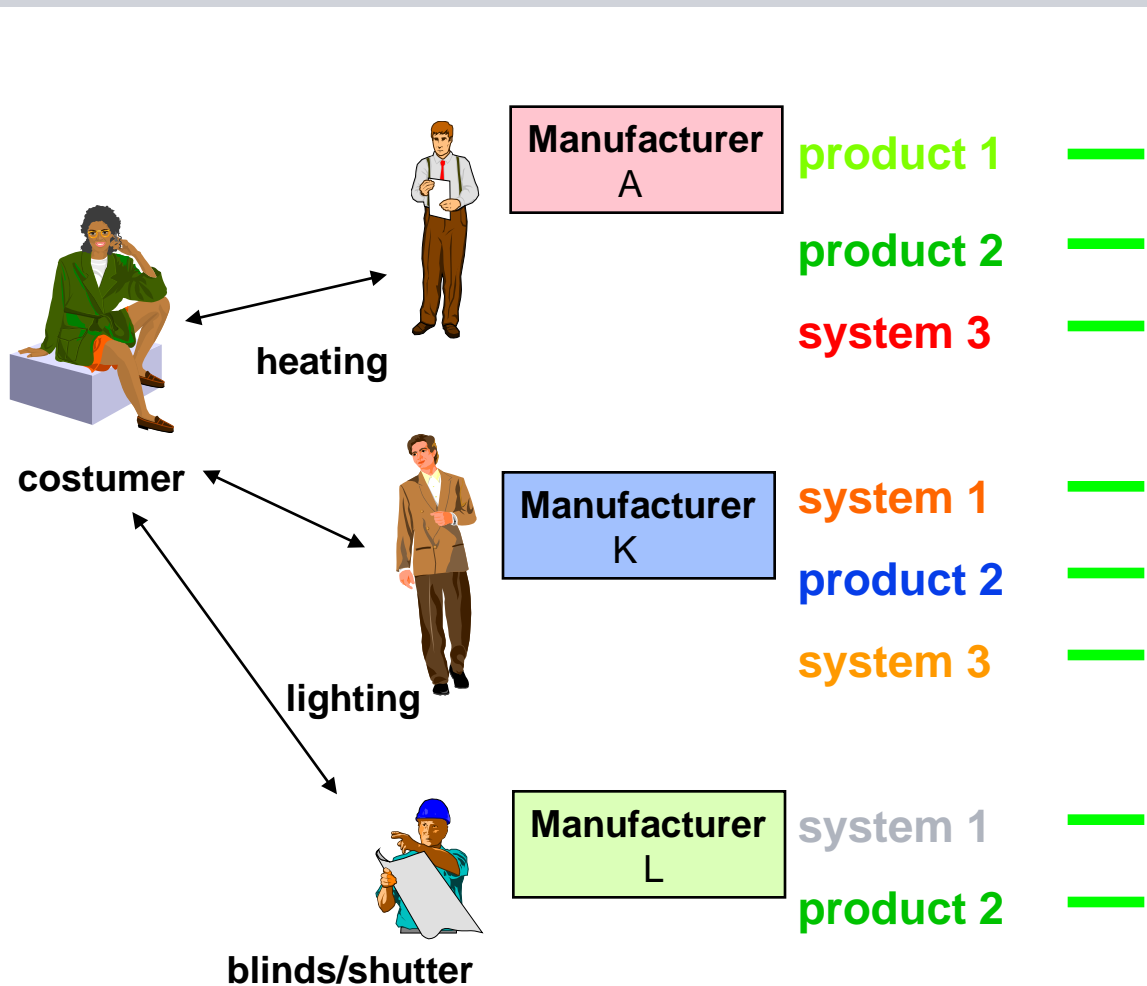 Manufacturer
A
product 1
product 2
system 3
heating
costumer
Manufacturer
K
system 1
product 2
system 3
lighting
Manufacturer
L
system 1
product 2
blinds/shutter